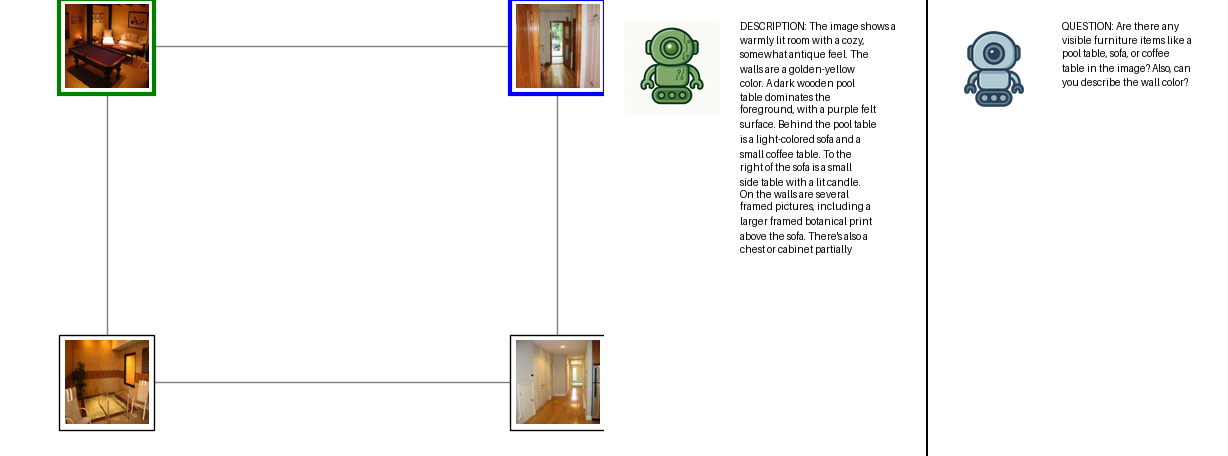 DESCRIPTION: The image shows a
warmly lit room with a cozy,
somewhat antique feel. The
walls are a golden-yellow
color. A dark wooden pool
table dominates the
foreground, with a purple felt
surface. Behind the pool table
is a light-colored sofa and a
small coffee table. To the
right of the sofa is a small
side table with a lit candle.
On the walls are several
framed pictures, including a
larger framed botanical print
above the sofa. There's also a
chest or cabinet partially
QUESTION: Are there any
visible furniture items like a
pool table, sofa, or coffee
table in the image? Also, can
you describe the wall color?